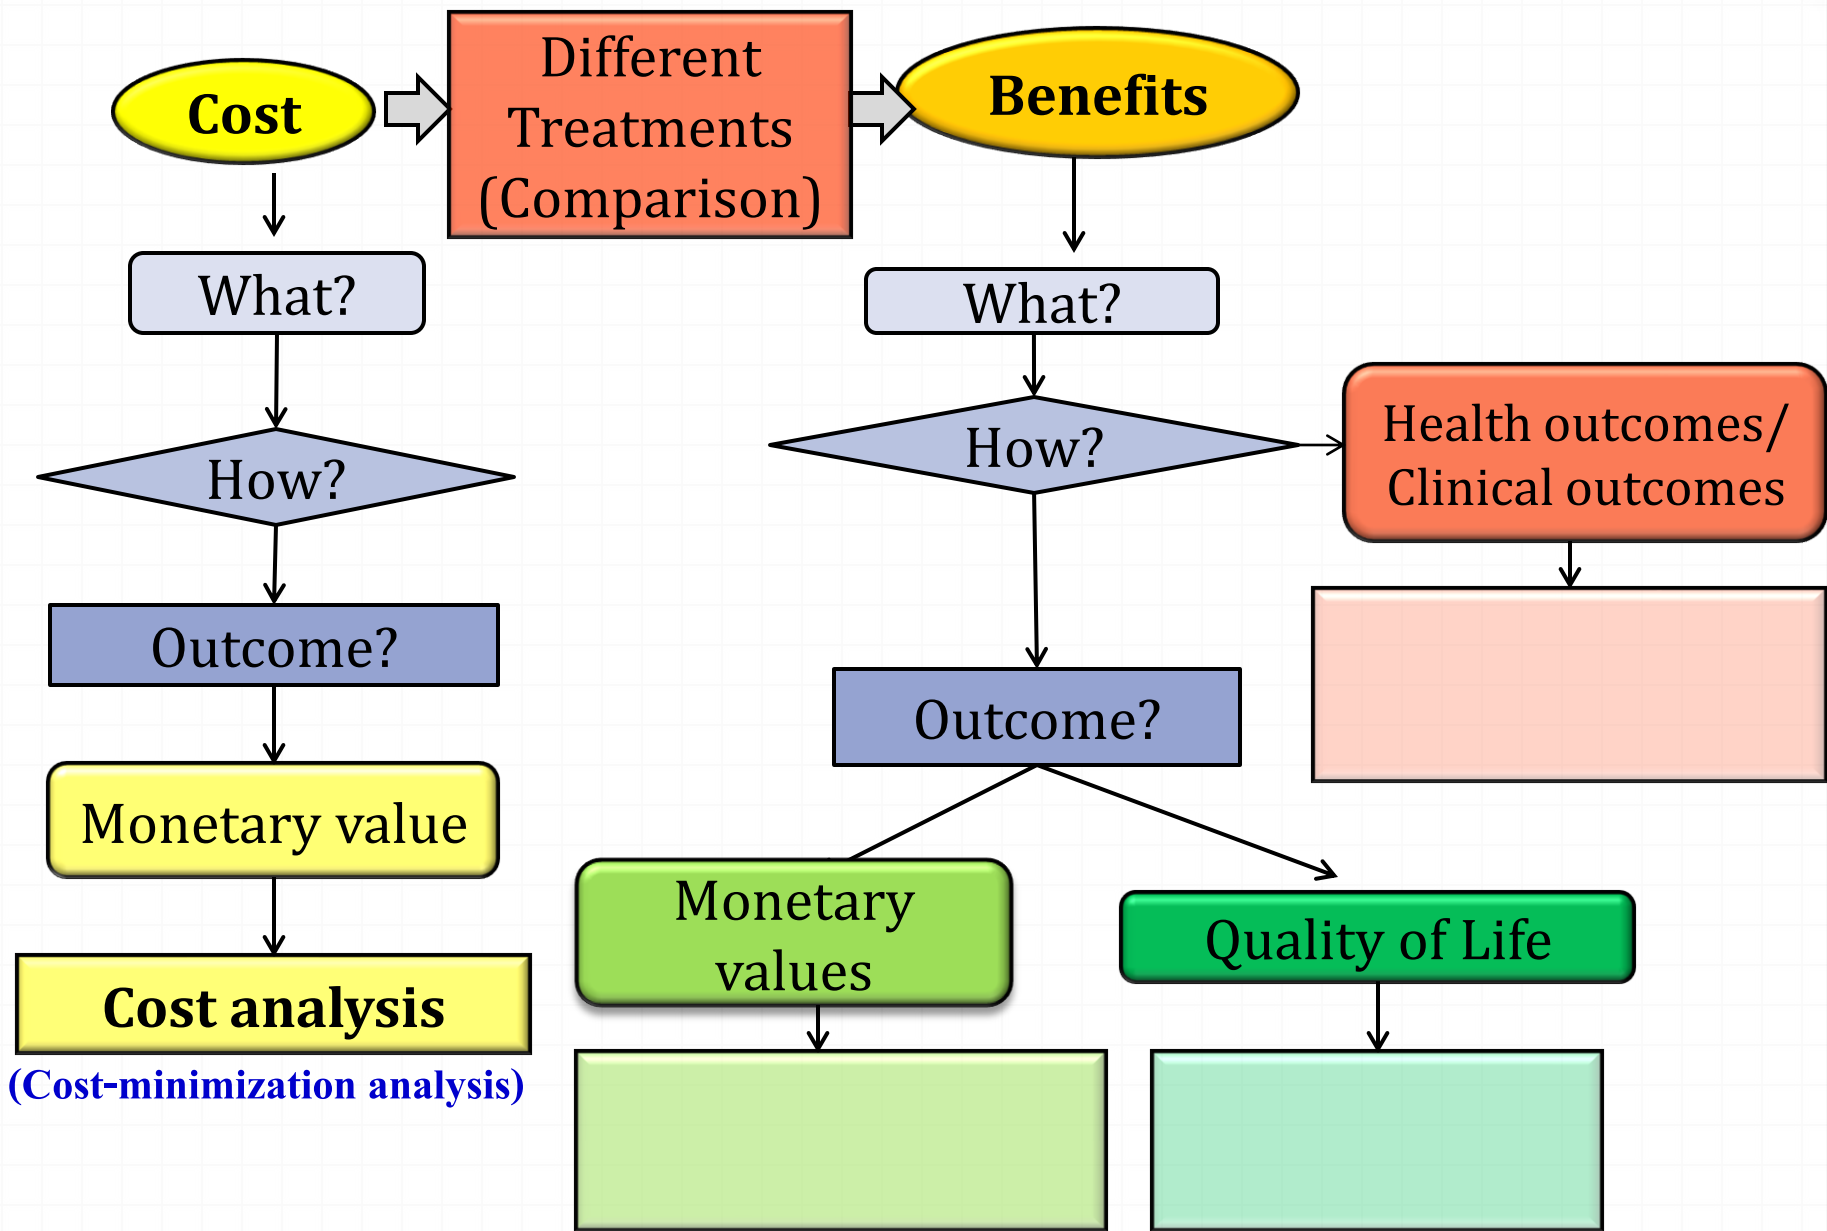 Cost
Different
Treatments
(Comparison)
Benefits
What?
How?
Outcome?
Monetary value
Cost analysis
(Cost-minimization analysis)
What?
How?
Health outcomes/
Clinical outcomes
Outcome?
Monetary
values
Quality of Life